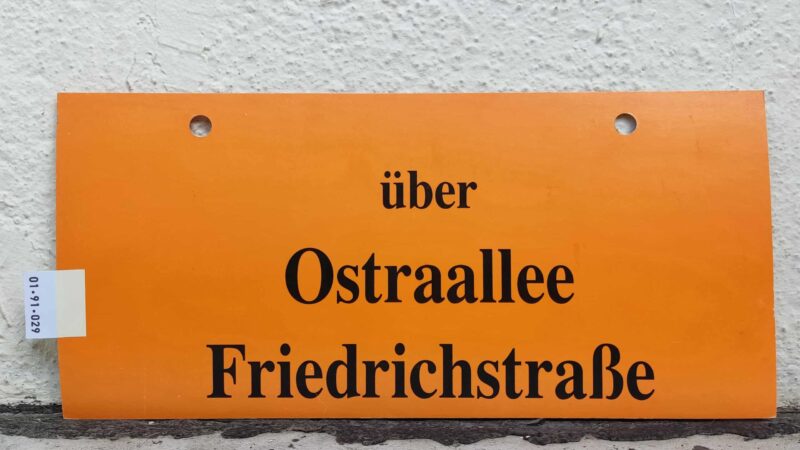 über
Ostraallee
Friedrichstraße
01·91·029